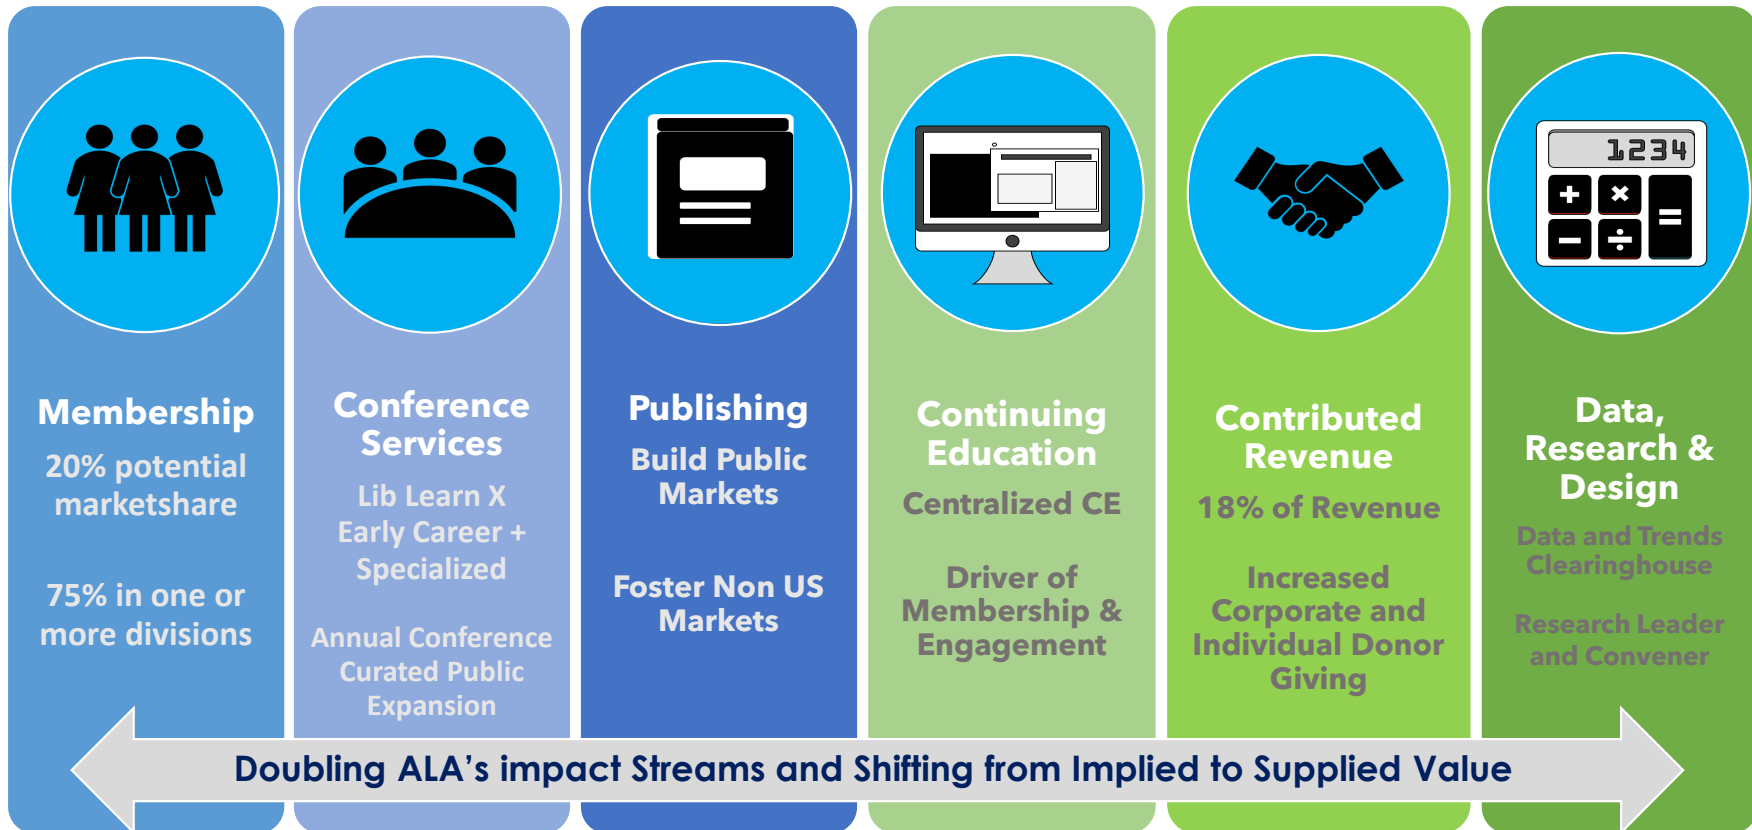 1234
Membership
20% potential
marketshare
75% in one or
more divisions
Conference
Services
Lib Learn X
Early Career +
Specialized
Annual Conference
Curated Public
Expansion
Publishing
Build Public
Markets
Foster Non US
Markets
Continuing
Education
Centralized CE
Driver of
Membership &
Engagement
Contributed
Revenue
18% of Revenue
Increased
Corporate and
Individual Donor
Giving
Data,
Research &
Design
Data and Trends
Clearinghouse
Research Leader
and Convener
Doubling ALA’s impact Streams and Shifting from Implied to Supplied Value